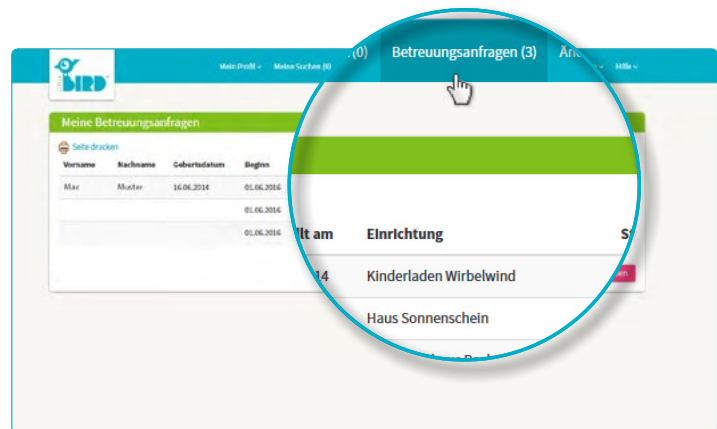 BIRD
Mein Profil
Meine Suchen (0)
(0)
Betreuungsanfragen (3)
Hilfe
Meine Betreuungsanfragen
Seite drucken
Vorname Nachname Geburtsdatum Beginn
llt am Einrichtung
Max Muster 16.06.2014 01.06.2016
14 Kinderladen Wirbelwind
01.06.2016
Haus Sonnenschein
01.06.2016